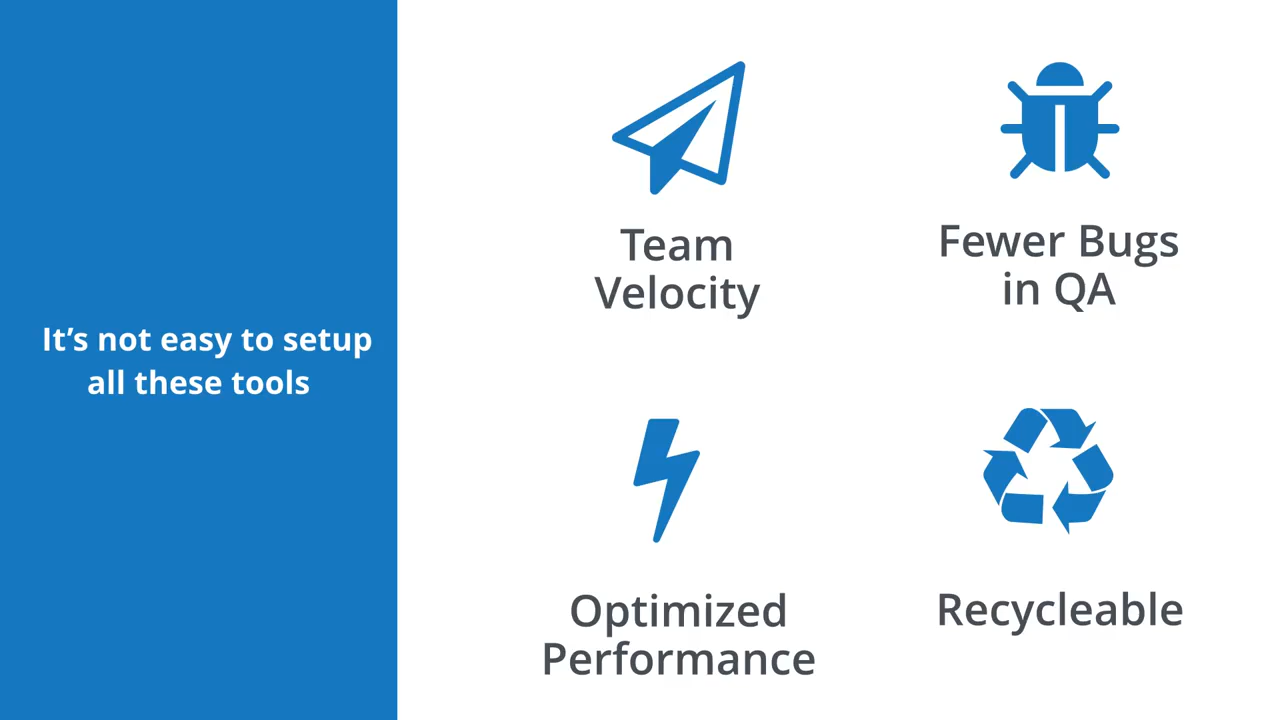 It’s not easy to setup
all these tools
Team
Velocity
Fewer Bugs
in QA
Optimized
Performance
Recycleable